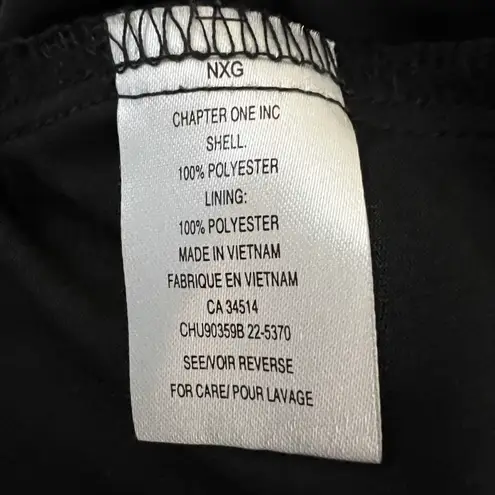 NXG
CHAPTER ONE INC
SHELL.
100% POLYESTER
LINING:
100% POLYESTER
MADE IN VIETNAM
FABRIQUE EN VIETNAM
CA 34514
CHU90359B 22-5370
SEE/VOIR REVERSE
FOR CARE/ POUR LAVAGE